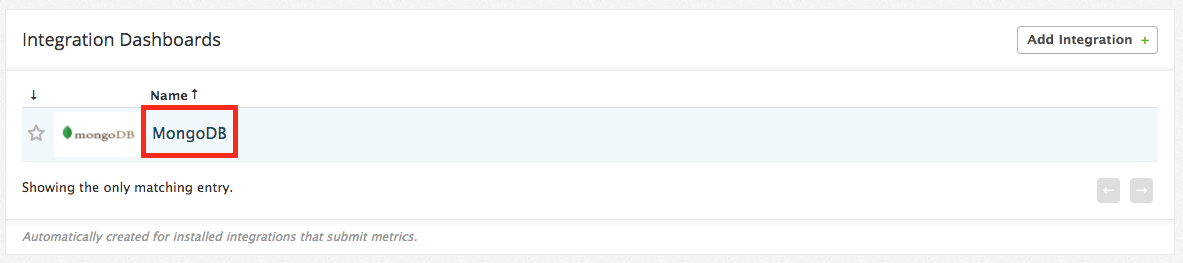 Integration Dashboards
Add Integration +
↓ Name ↑
mongoDB MongoDB
Showing the only matching entry.
← →
Automatically created for installed integrations that submit metrics.